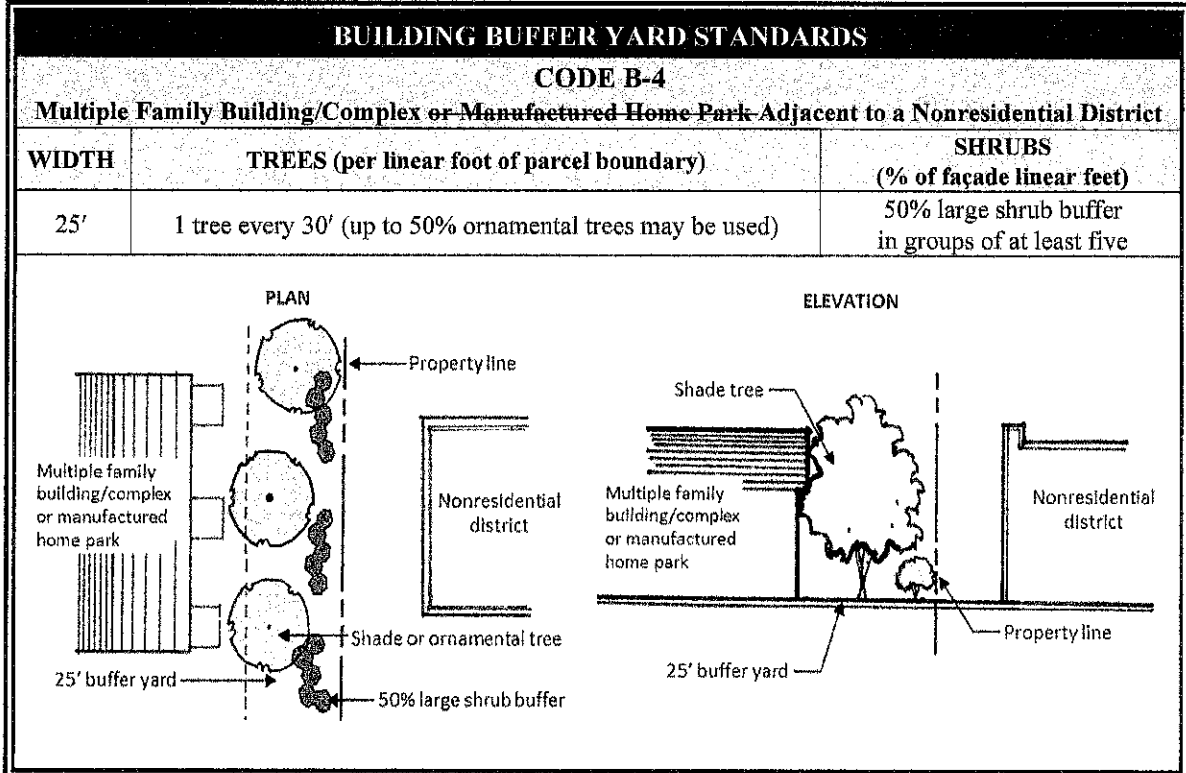 BUILDING BUFFER YARD STANDARDS
CODE B-4
Multiple Family Building/Complex or Manufactured Home Park Adjacent to a Nonresidential District
WIDTH
TREES (per linear foot of parcel boundary)
SHRUBS
(% of façade linear feet)
25'
1 tree every 30' (up to 50% ornamental trees may be used)
50% large shrub buffer
in groups of at least five
PLAN
Property line
Multiple family
building/complex
or manufactured
home park
Nonresidential
district
Shade or ornamental tree
25' buffer yard
50% large shrub buffer
ELEVATION
Shade tree
Multiple family
building/complex
or manufactured
home park
Nonresidential
district
Property line
25' buffer yard